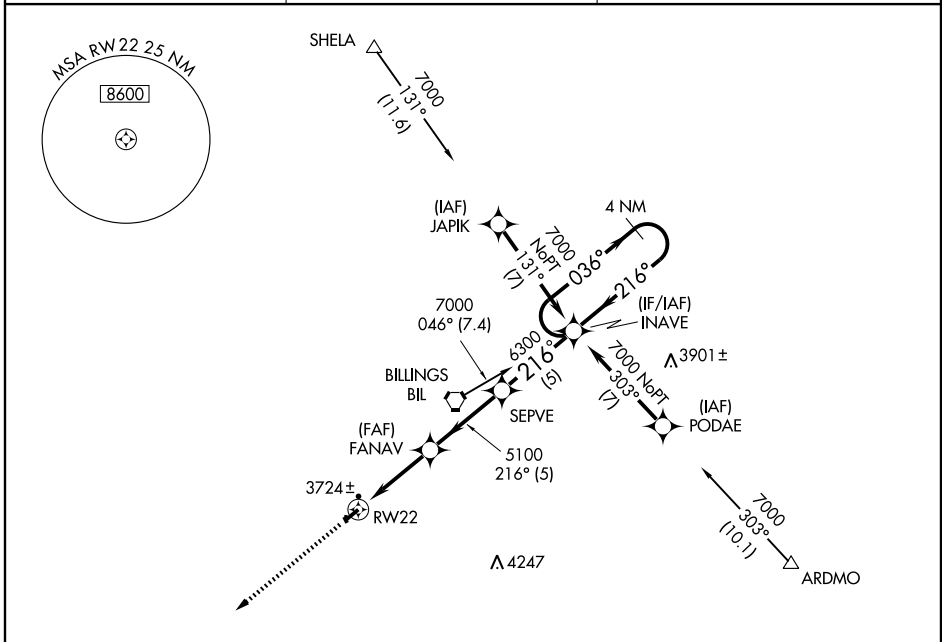 MSA RW22 25 NM
8600
SHELA
7000
131°
(11.6)
(IAF)
JAPIK
7000
NoPT
131°
(7)
4 NM
036°
216°
(IF/IAF)
INAVE
7000
046° (7.4)
6300
216°
(5)
7000 NoPT
303°
(7)
3901±
BILLINGS
BIL
SEPVE
(IAF)
PODAE
(FAF)
FANAV
5100
216° (5)
3724±
RW22
7000
303°
(10.1)
4247
ARDMO